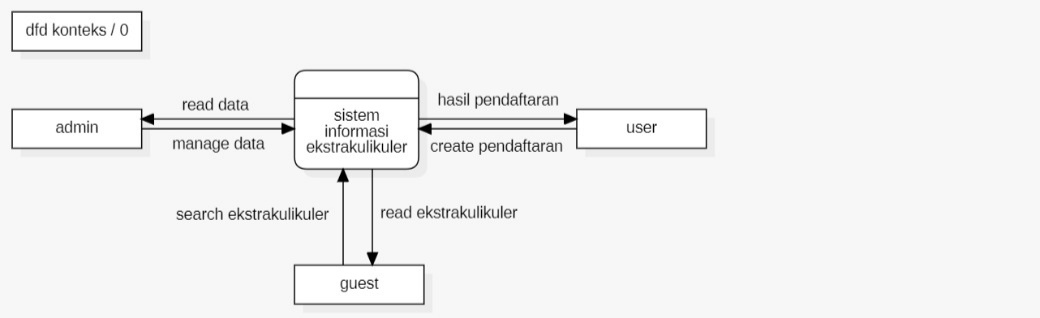 dfd konteks / 0
read data
hasil pendaftaran
admin
sistem
informasi
ekstrakulikuler
user
manage data
create pendaftaran
search ekstrakulikuler
read ekstrakulikuler
guest